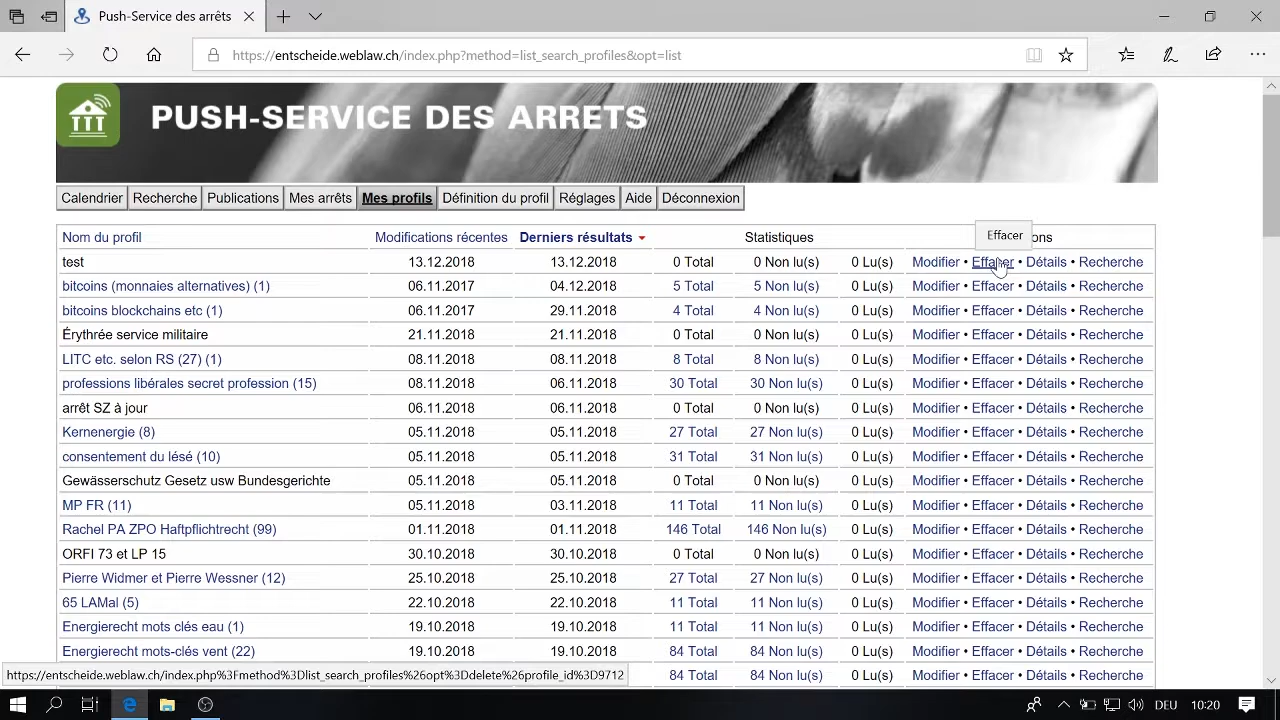 Push-Service des arrêts
https://entscheide.weblaw.ch/index.php?method=list_search_profiles&opt=list
PUSH-SERVICE DES ARRETS
Calendrier Recherche Publications Mes arrêts Mes profils Définition du profil Réglages Aide Déconnexion
Effacer
Nom du profil Modifications récentes Derniers résultats Statistiques ons
test 13.12.2018 13.12.2018 0 Total 0 Non lu(s) 0 Lu(s) Modifier • Effacer • Détails • Recherche
bitcoins (monnaies alternatives) (1) 06.11.2017 04.12.2018 5 Total 5 Non lu(s) 0 Lu(s) Modifier • Effacer • Détails • Recherche
bitcoins blockchains etc (1) 06.11.2017 29.11.2018 4 Total 4 Non lu(s) 0 Lu(s) Modifier • Effacer • Détails • Recherche
Érythrée service militaire 21.11.2018 21.11.2018 0 Total 0 Non lu(s) 0 Lu(s) Modifier • Effacer • Détails • Recherche
LITC etc. selon RS (27) (1) 08.11.2018 08.11.2018 8 Total 8 Non lu(s) 0 Lu(s) Modifier • Effacer • Détails • Recherche
professions libérales secret profession (15) 08.11.2018 06.11.2018 30 Total 30 Non lu(s) 0 Lu(s) Modifier • Effacer • Détails • Recherche
arrêt SZ à jour 06.11.2018 06.11.2018 0 Total 0 Non lu(s) 0 Lu(s) Modifier • Effacer • Détails • Recherche
Kernenergie (8) 05.11.2018 05.11.2018 27 Total 27 Non lu(s) 0 Lu(s) Modifier • Effacer • Détails • Recherche
consentement du lésé (10) 05.11.2018 05.11.2018 31 Total 31 Non lu(s) 0 Lu(s) Modifier • Effacer • Détails • Recherche
Gewässerschutz Gesetz usw Bundesgerichte 05.11.2018 05.11.2018 0 Total 0 Non lu(s) 0 Lu(s) Modifier • Effacer • Détails • Recherche
MP FR (11) 05.11.2018 03.11.2018 11 Total 11 Non lu(s) 0 Lu(s) Modifier • Effacer • Détails • Recherche
Rachel PA ZPO Haftpflichtrecht (99) 01.11.2018 01.11.2018 146 Total 146 Non lu(s) 0 Lu(s) Modifier • Effacer • Détails • Recherche
ORFI 73 et LP 15 30.10.2018 30.10.2018 0 Total 0 Non lu(s) 0 Lu(s) Modifier • Effacer • Détails • Recherche
Pierre Widmer et Pierre Wessner (12) 25.10.2018 25.10.2018 27 Total 27 Non lu(s) 0 Lu(s) Modifier • Effacer • Détails • Recherche
65 LAMal (5) 22.10.2018 22.10.2018 11 Total 11 Non lu(s) 0 Lu(s) Modifier • Effacer • Détails • Recherche
Energierecht mots clés eau (1) 19.10.2018 19.10.2018 11 Total 11 Non lu(s) 0 Lu(s) Modifier • Effacer • Détails • Recherche
Energierecht mots-clés vent (22) 19.10.2018 19.10.2018 84 Total 84 Non lu(s) 0 Lu(s) Modifier • Effacer • Détails • Recherche
https://entscheide.weblaw.ch/index.php%3Fmethod%3Dlist_search_profiles%26opt%3Ddelete%26profile_id%3D9712 84 Total 84 Non lu(s) 0 Lu(s) Modifier • Effacer • Détails • Recherche
DEU 10:20